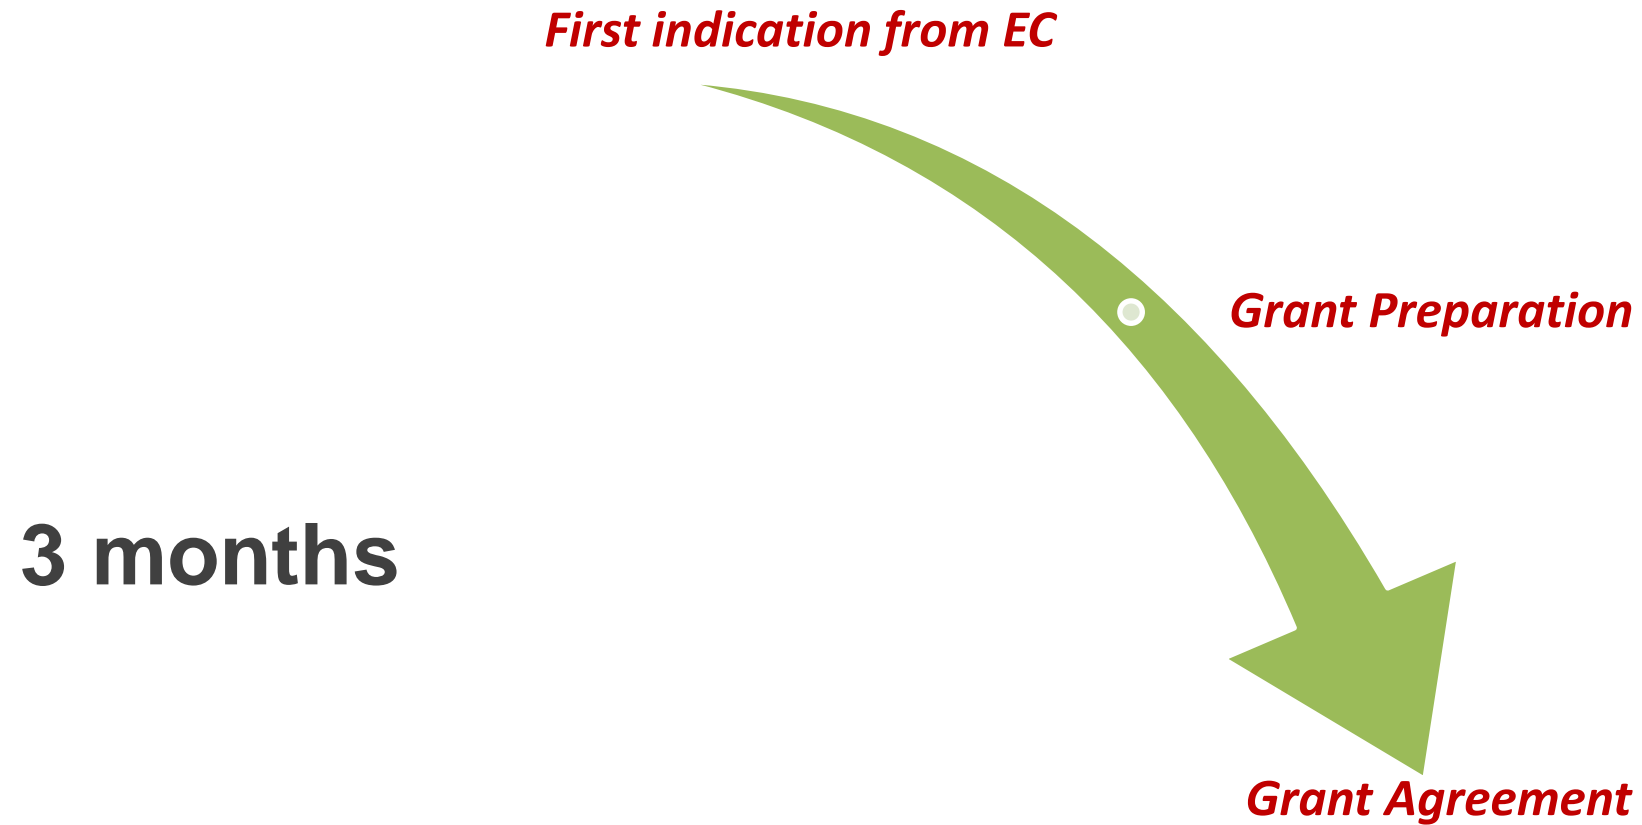 First indication from EC
Grant Preparation
3 months
Grant Agreement